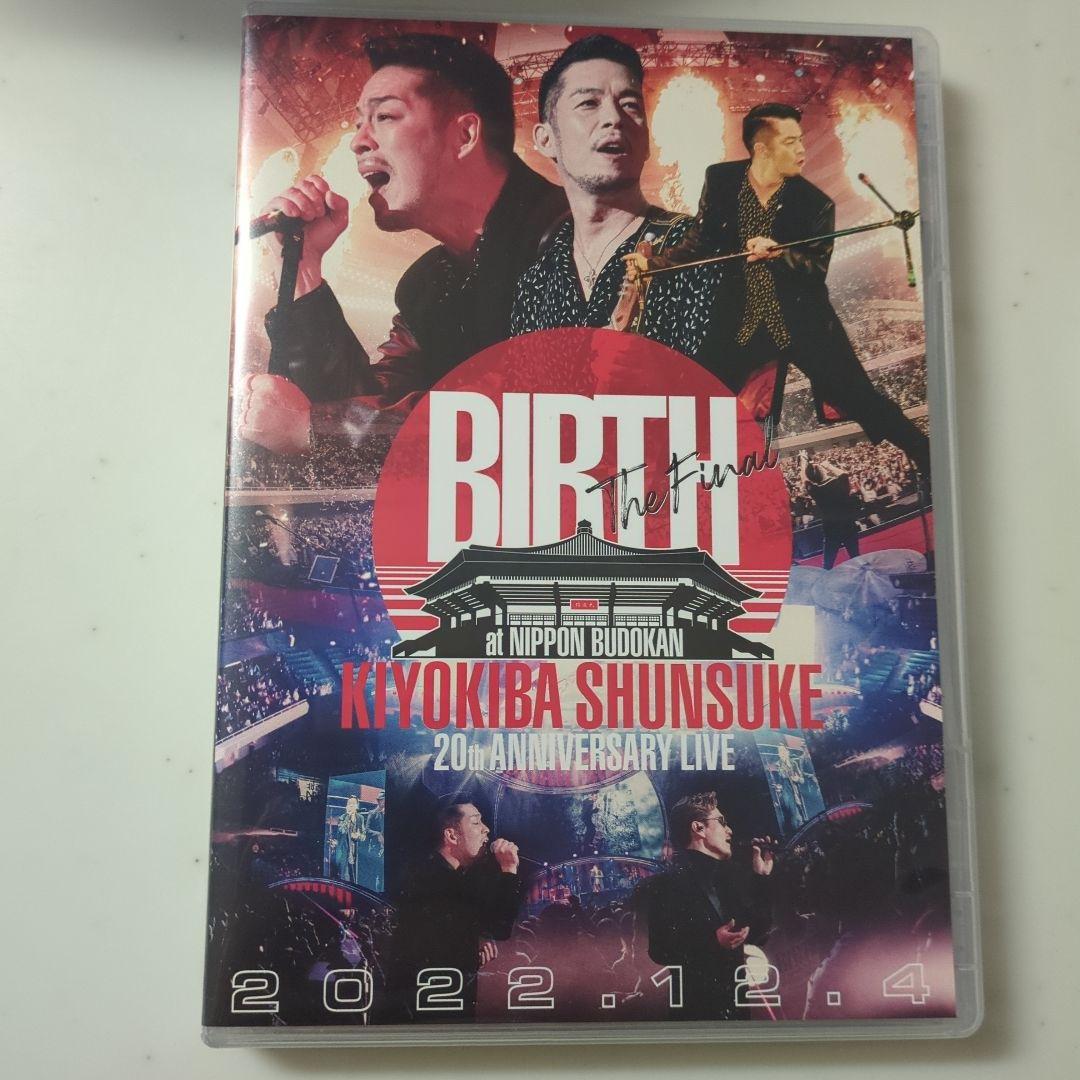 BIRTH
The Final
at NIPPON BUDOKAN
KIYOKIBA SHUNSUKE
20th ANNIVERSARY LIVE
2022.12.4